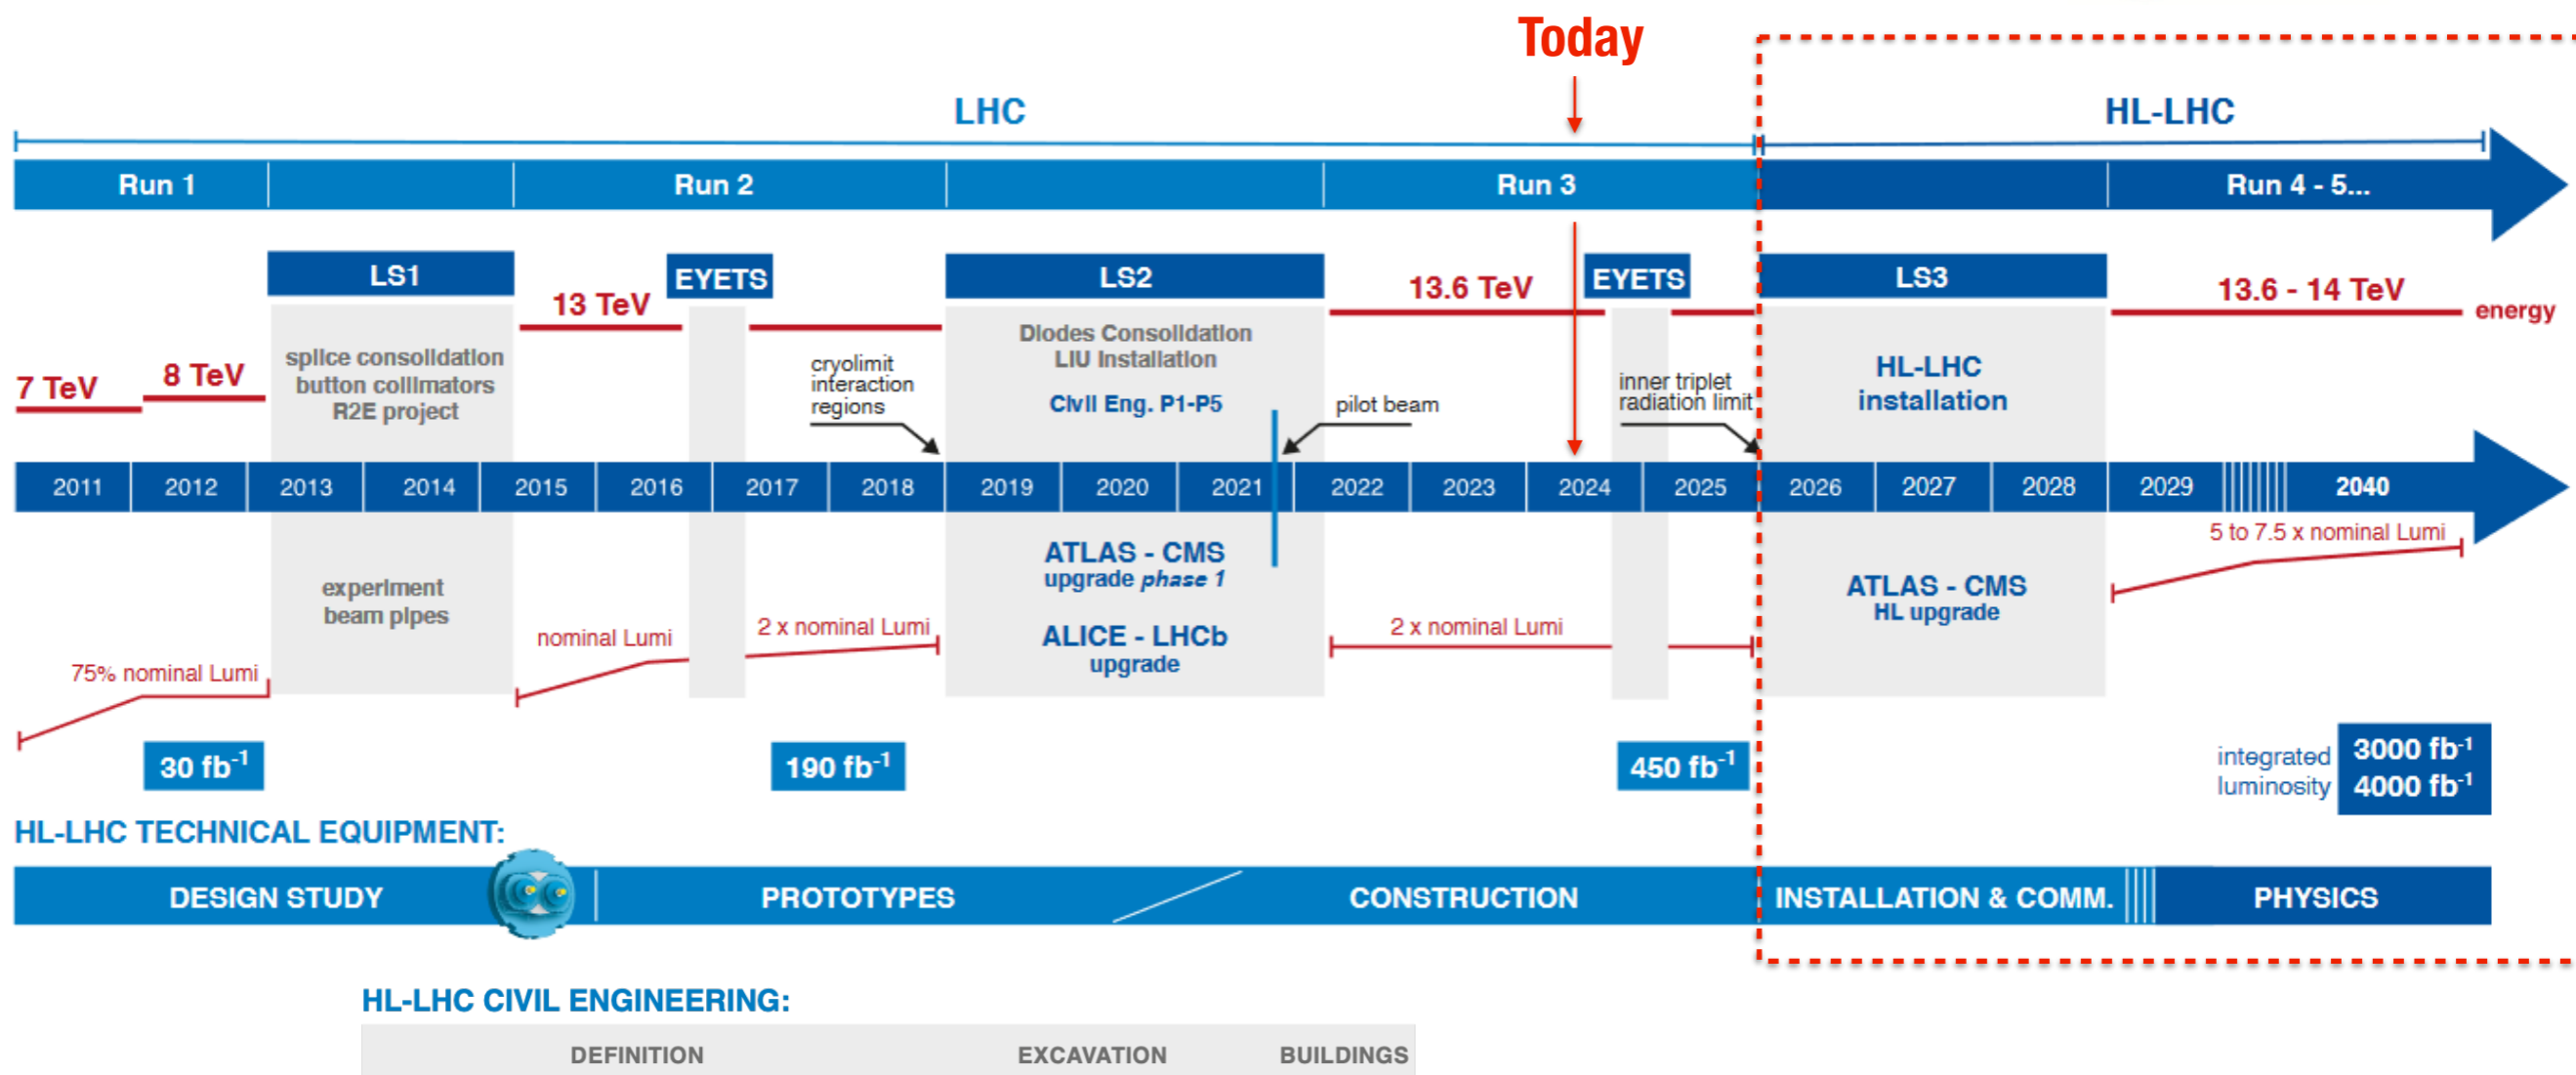 Today
LHC
HL-LHC
Run 1
Run 2
Run 3
Run 4 - 5...
LS1
EYETS
LS2
EYETS
LS3
13 TeV
13.6 TeV
13.6 - 14 TeV
energy
7 TeV
8 TeV
splice consolidation
button collimators
R2E project
cryolimit
interaction
regions
Diodes Consolidation
LIU Installation
Civil Eng. P1-P5
pilot beam
inner triplet
radiation limit
HL-LHC
installation
2011
2012
2013
2014
2015
2016
2017
2018
2019
2020
2021
2022
2023
2024
2025
2026
2027
2028
2029
2040
5 to 7.5 x nominal Lumi
experiment
beam pipes
ATLAS - CMS
upgrade phase 1
ALICE - LHCb
upgrade
ATLAS - CMS
HL upgrade
75% nominal Lumi
nominal Lumi
2 x nominal Lumi
2 x nominal Lumi
30 fb⁻¹
190 fb⁻¹
450 fb⁻¹
integrated
luminosity
3000 fb⁻¹
4000 fb⁻¹
HL-LHC TECHNICAL EQUIPMENT:
DESIGN STUDY
PROTOTYPES
CONSTRUCTION
INSTALLATION & COMM.
PHYSICS
HL-LHC CIVIL ENGINEERING:
DEFINITION
EXCAVATION
BUILDINGS